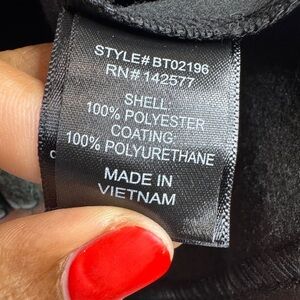 STYLE# BT02196
RN# 142577
SHELL:
100% POLYESTER
COATING:
100% POLYURETHANE
MADE IN
VIETNAM